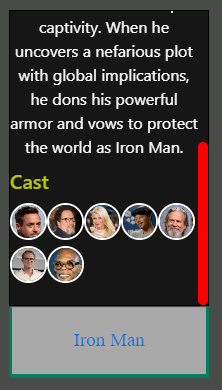 captivity. When he
uncovers a nefarious plot
with global implications,
he dons his powerful
armor and vows to protect
the world as Iron Man.
Cast
Iron Man